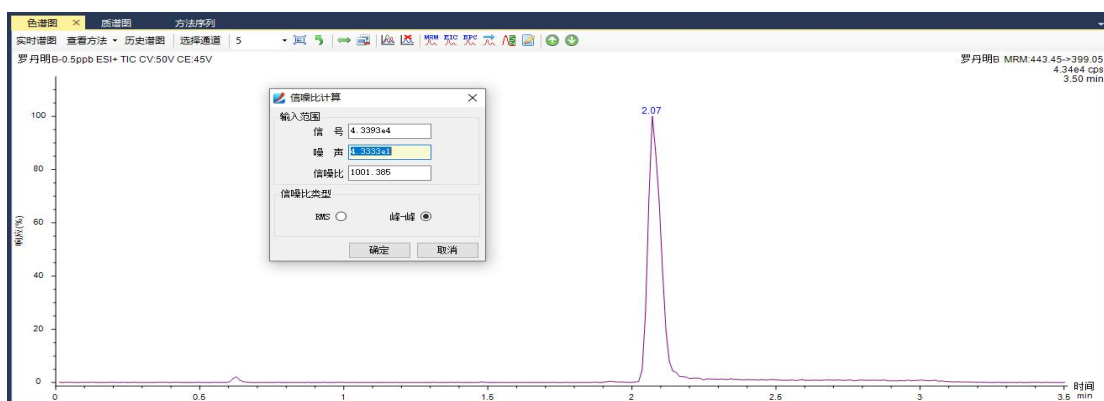 色谱图 × 质谱图 方法序列
实时谱图 查看方法 历史谱图 选择通道 5 MRM EIC BPC
罗丹明B-0.5ppb ESI+ TIC CV:50V CE:45V
罗丹明B MRM:443.45->399.05
4.34e4 cps
3.50 min
信噪比计算
输入范围
信 号 4.3393e4
噪 声 4.3333e1
信噪比 1001.385
信噪比类型
RMS 峰-峰
确定 取消
2.07
响应(%)
100
80
60
40
20
0
0 0.5 1 1.5 2 2.5 3 3.5
时间
min